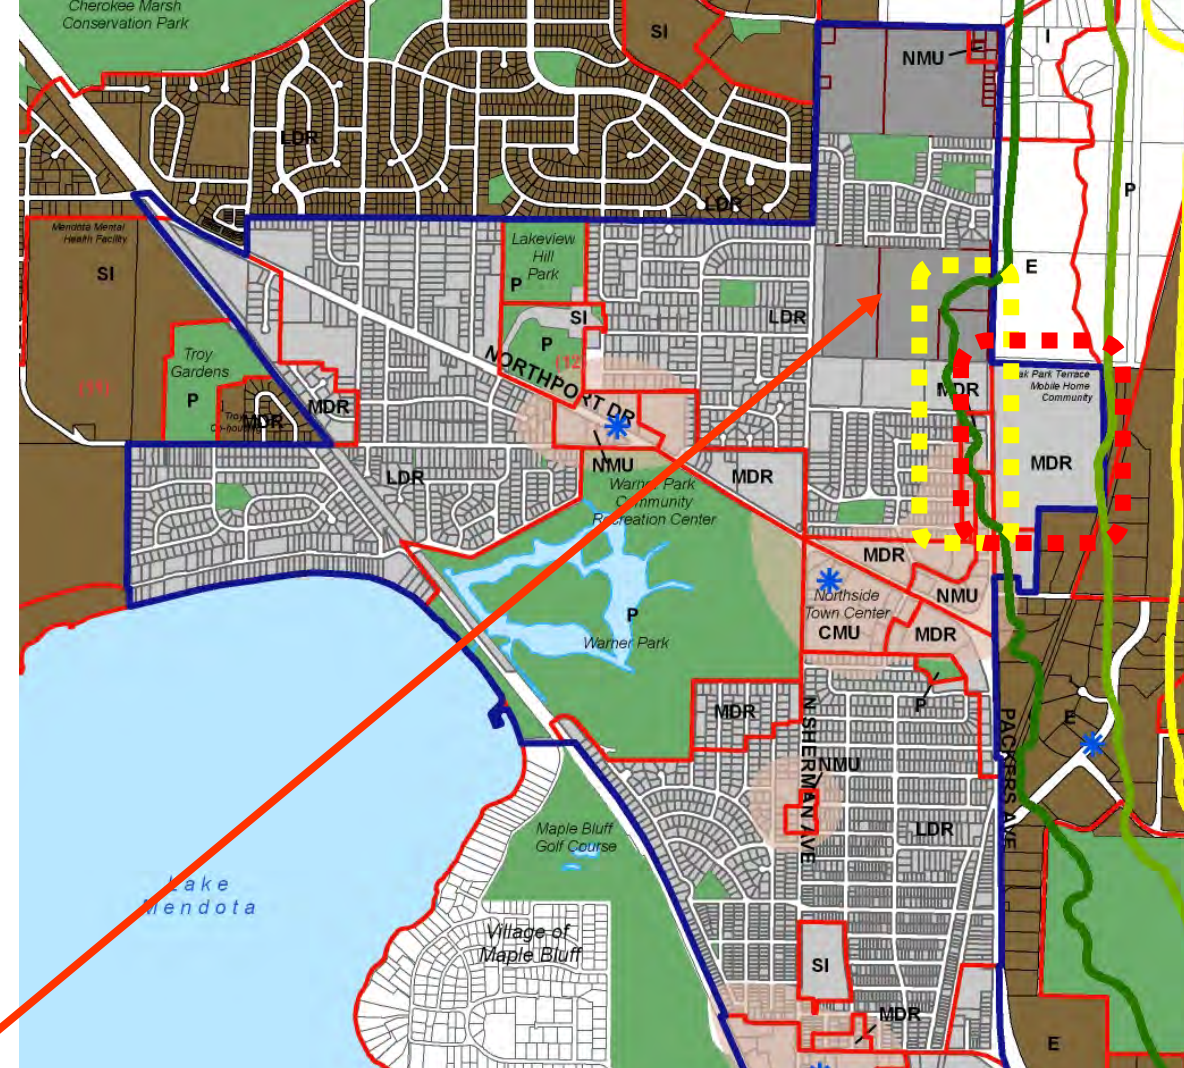 Cherokee Marsh
Conservation Park
SI
NMU
I
LDR
LDR
P
Mendota Mental
Health Facility
SI
Lakeview
Hill
Park
P
SI
P
LDR
E
NORTHPORT DR
Troy
Gardens
P
MDR
MDR
MDR
Oak Park Terrace
Mobile Home
Community
MDR
NMU
LDR
MDR
Warner Park
Community
Recreation Center
MDR
Northside
Town Center
CMU
NMU
MDR
P
Warner Park
P
MDR
N SHERMAN AVE
NMU
PACKERS AVE
E
LDR
Maple Bluff
Golf Course
Lake
Mendota
Village of
Maple Bluff
SI
MDR
E